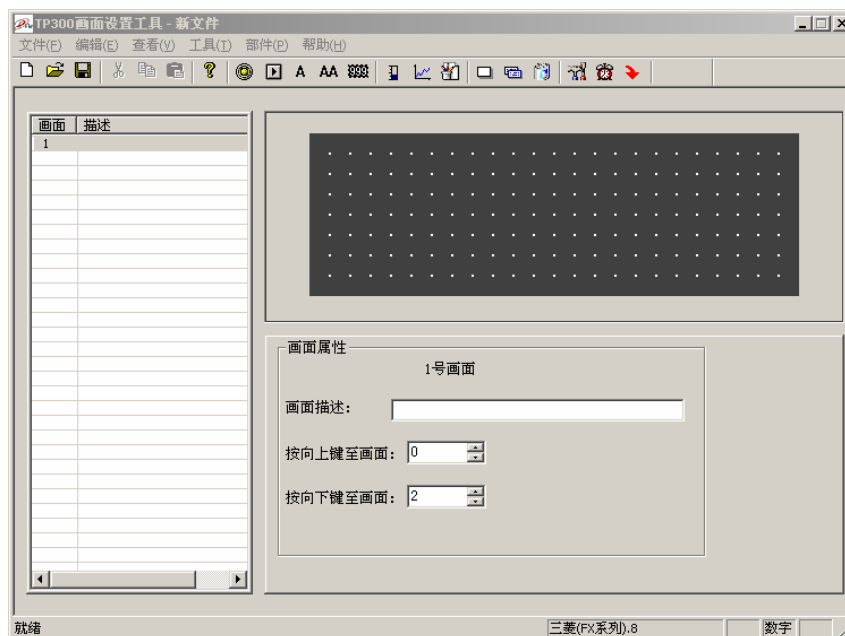 TP300画面设置工具 - 新文件
文件(F) 编辑(E) 查看(V) 工具(T) 部件(P) 帮助(H)
A AA
画面 描述
1
画面属性
1号画面
画面描述：
按向上键至画面： 0
按向下键至画面： 2
就绪 三菱(FX系列).8 数字